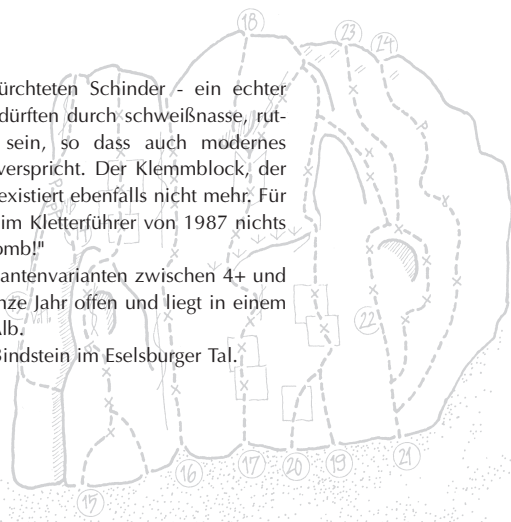 ürchteten Schinder - ein echter
dürften durch schweißnasse, rut-
sein, so dass auch modernes
verspricht. Der Klemmblock, der
existiert ebenfalls nicht mehr. Für
im Kletterführer von 1987 nichts
omb!"
antenvarianten zwischen 4+ und
nze Jahr offen und liegt in einem
Alb.
Bindstein im Eselsburger Tal.
18
23
24
22
15
16
17
20
19
21